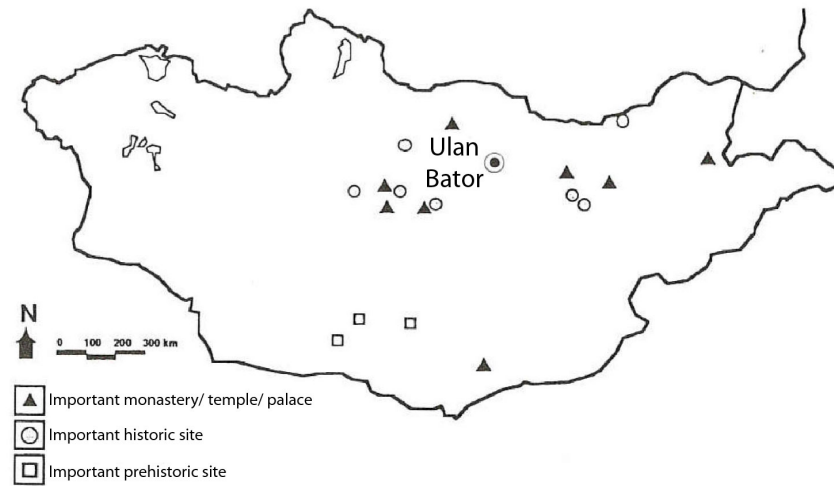 Ulan
Bator
N
0 100 200 300 km
Important monastery/ temple/ palace
Important historic site
Important prehistoric site